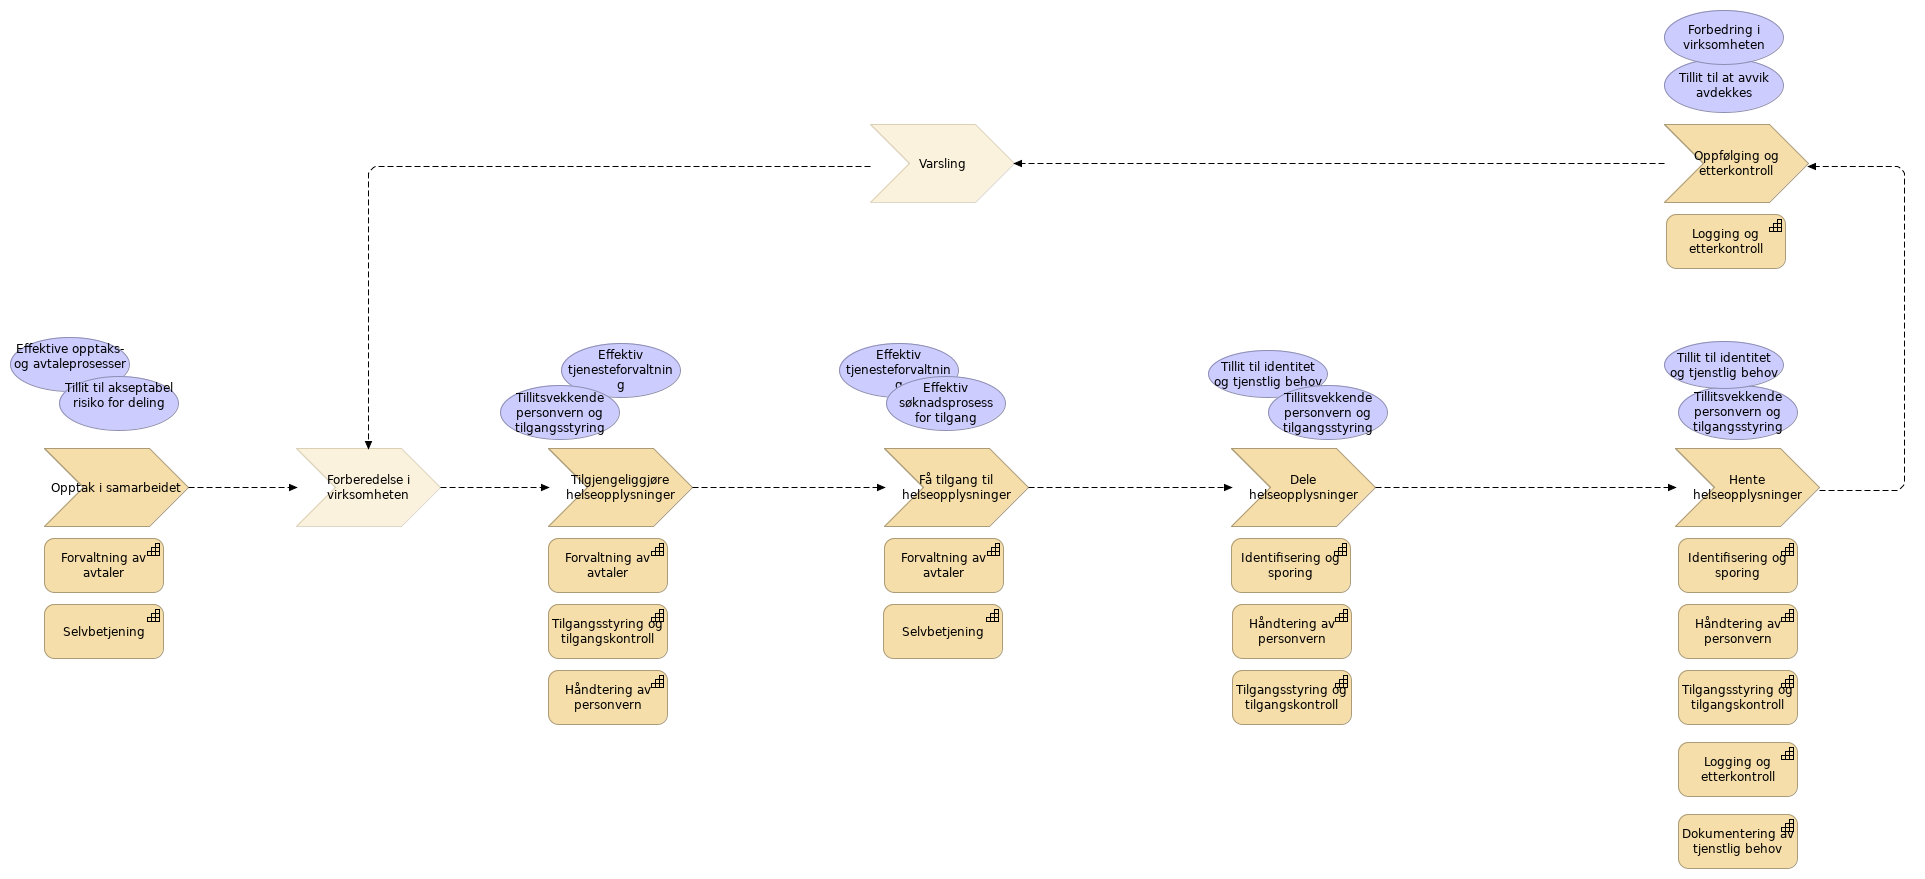 Forbedring i
virksomheten
Tillit til at avvik
avdekkes
Varsling
Oppfølging og
etterkontroll
Logging og
etterkontroll
Effektive opptaks-
og avtaleprosesser
Tillit til akseptabel
risiko for deling
Effektiv
tjenesteforvaltnin
g
Tillitsvekkende
personvern og
tilgangsstyring
Effektiv
tjenesteforvaltnin
g
Effektiv
søknadsprosess
for tilgang
Tillit til identitet
og tjenstlig behov
Tillitsvekkende
personvern og
tilgangsstyring
Tillit til identitet
og tjenstlig behov
Tillitsvekkende
personvern og
tilgangsstyring
Opptak i samarbeidet
Forberedelse i
virksomheten
Tilgjengeliggjøre
helseopplysninger
Få tilgang til
helseopplysninger
Dele
helseopplysninger
Hente
helseopplysninger
Forvaltning av
avtaler
Selvbetjening
Forvaltning av
avtaler
Tilgangsstyring og
tilgangskontroll
Håndtering av
personvern
Forvaltning av
avtaler
Selvbetjening
Identifisering og
sporing
Håndtering av
personvern
Tilgangsstyring og
tilgangskontroll
Identifisering og
sporing
Håndtering av
personvern
Tilgangsstyring og
tilgangskontroll
Logging og
etterkontroll
Dokumentering av
tjenstlig behov